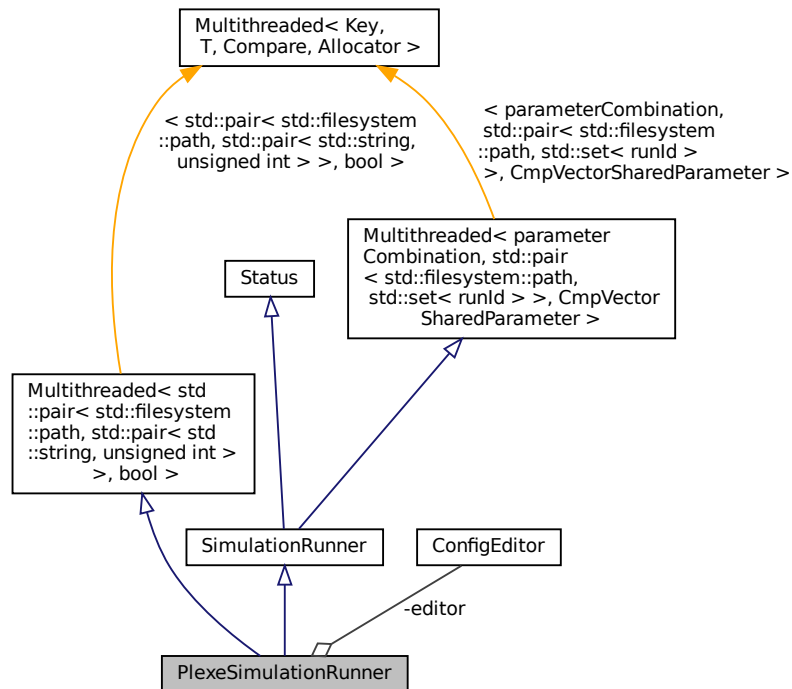 Multithreaded< Key,
T, Compare, Allocator >
< std::pair< std::filesystem
::path, std::pair< std::string,
unsigned int > >, bool >
< parameterCombination,
std::pair< std::filesystem
::path, std::set< runId >
>, CmpVectorSharedParameter >
Multithreaded< parameter
Combination, std::pair
< std::filesystem::path,
std::set< runId > >, CmpVector
SharedParameter >
Status
Multithreaded< std
::pair< std::filesystem
::path, std::pair< std
::string, unsigned int >
>, bool >
SimulationRunner
ConfigEditor
-editor
PlexeSimulationRunner